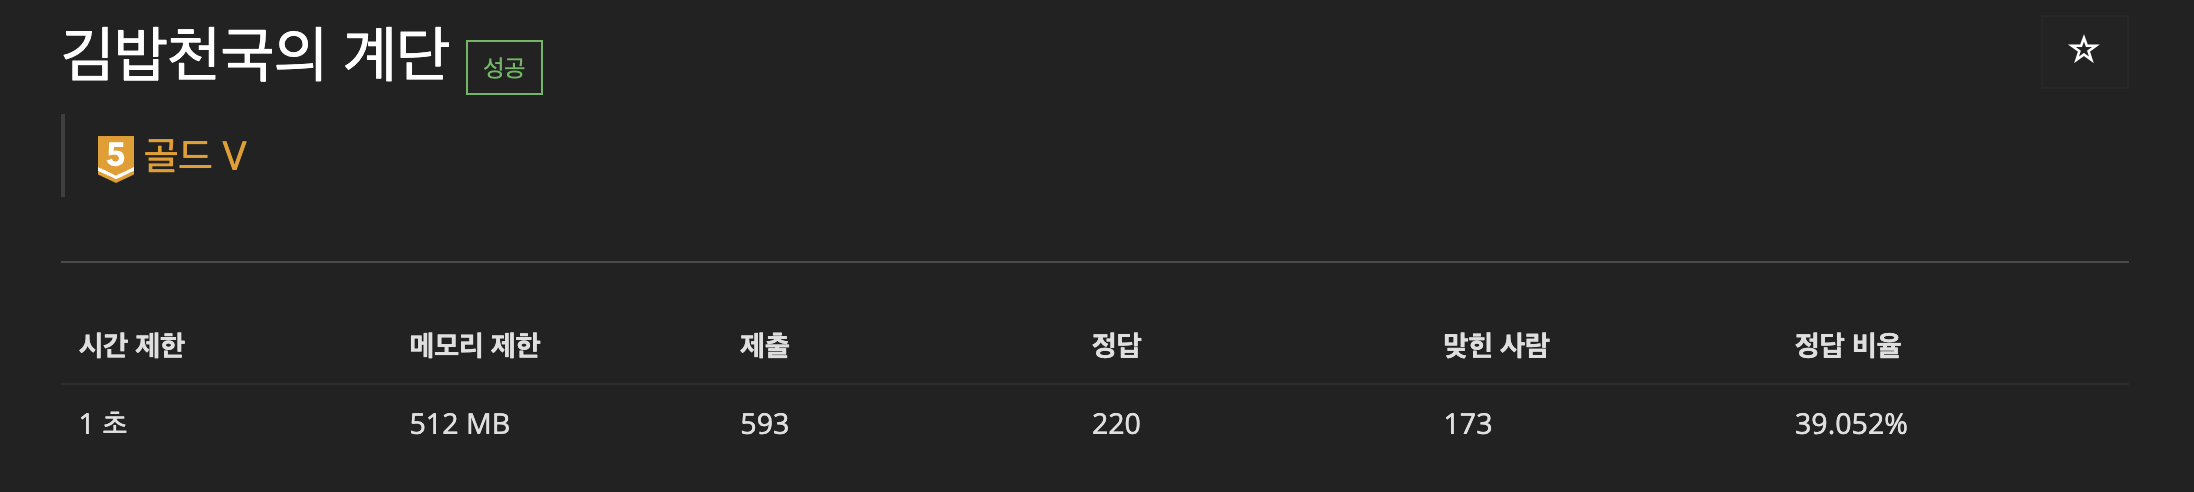 김밥천국의 계단 성공
5 골드 V
시간 제한 메모리 제한 제출 정답 맞힌 사람 정답 비율
1 초 512 MB 593 220 173 39.052%